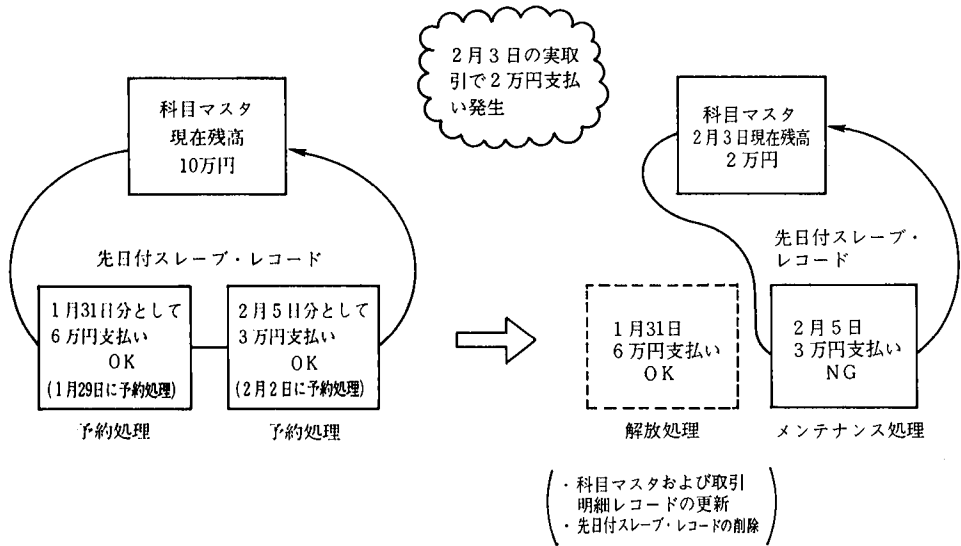 2月3日の実取
引で2万円支払
い発生
科目マスタ
現在残高
10万円
先日付スレーブ・レコード
1月31日分として
6万円支払い
OK
(1月29日に予約処理)
予約処理
2月5日分として
3万円支払い
OK
(2月2日に予約処理)
予約処理
科目マスタ
2月3日現在残高
2万円
先日付スレーブ・
レコード
1月31日
6万円支払い
OK
解放処理
2月5日
3万円支払い
NG
メンテナンス処理
・科目マスタおよび取引
明細レコードの更新
・先日付スレーブ・レコードの削除